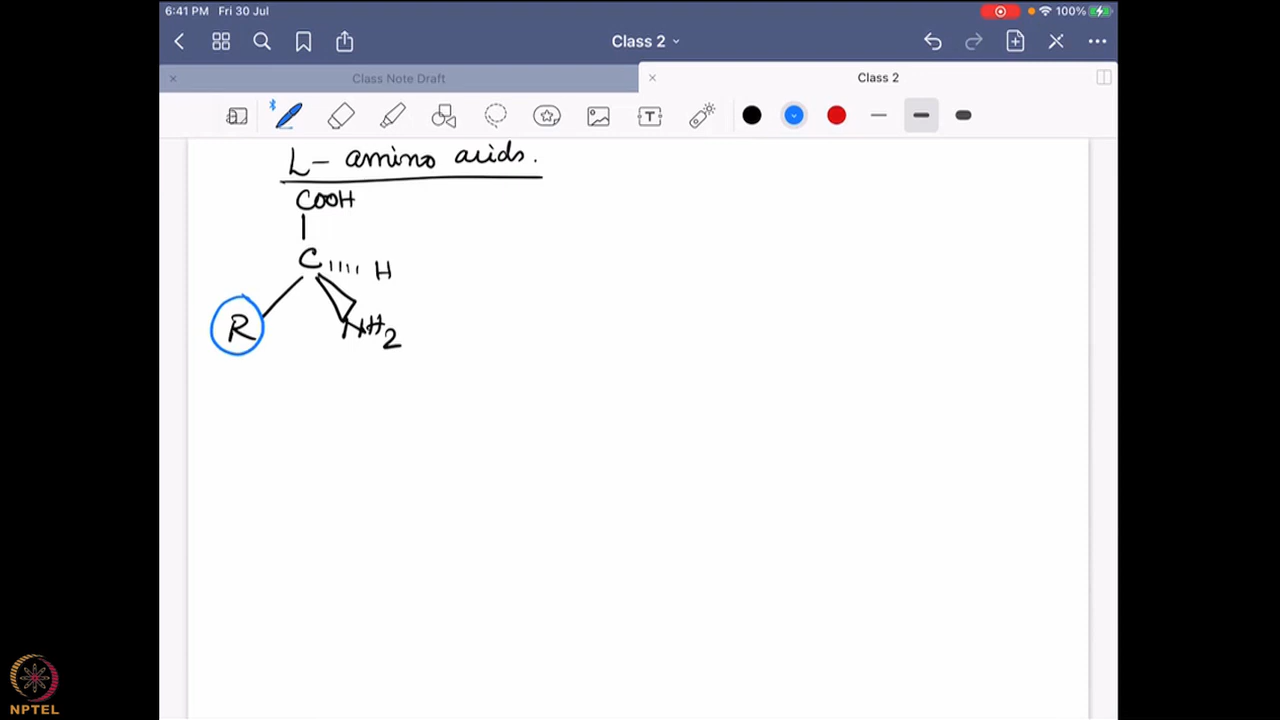 6:41 PM Fri 30 Jul 100%
Class 2
Class Note Draft
Class 2
T
L- amino acids.
COOH
C H
R NH2
NPTEL